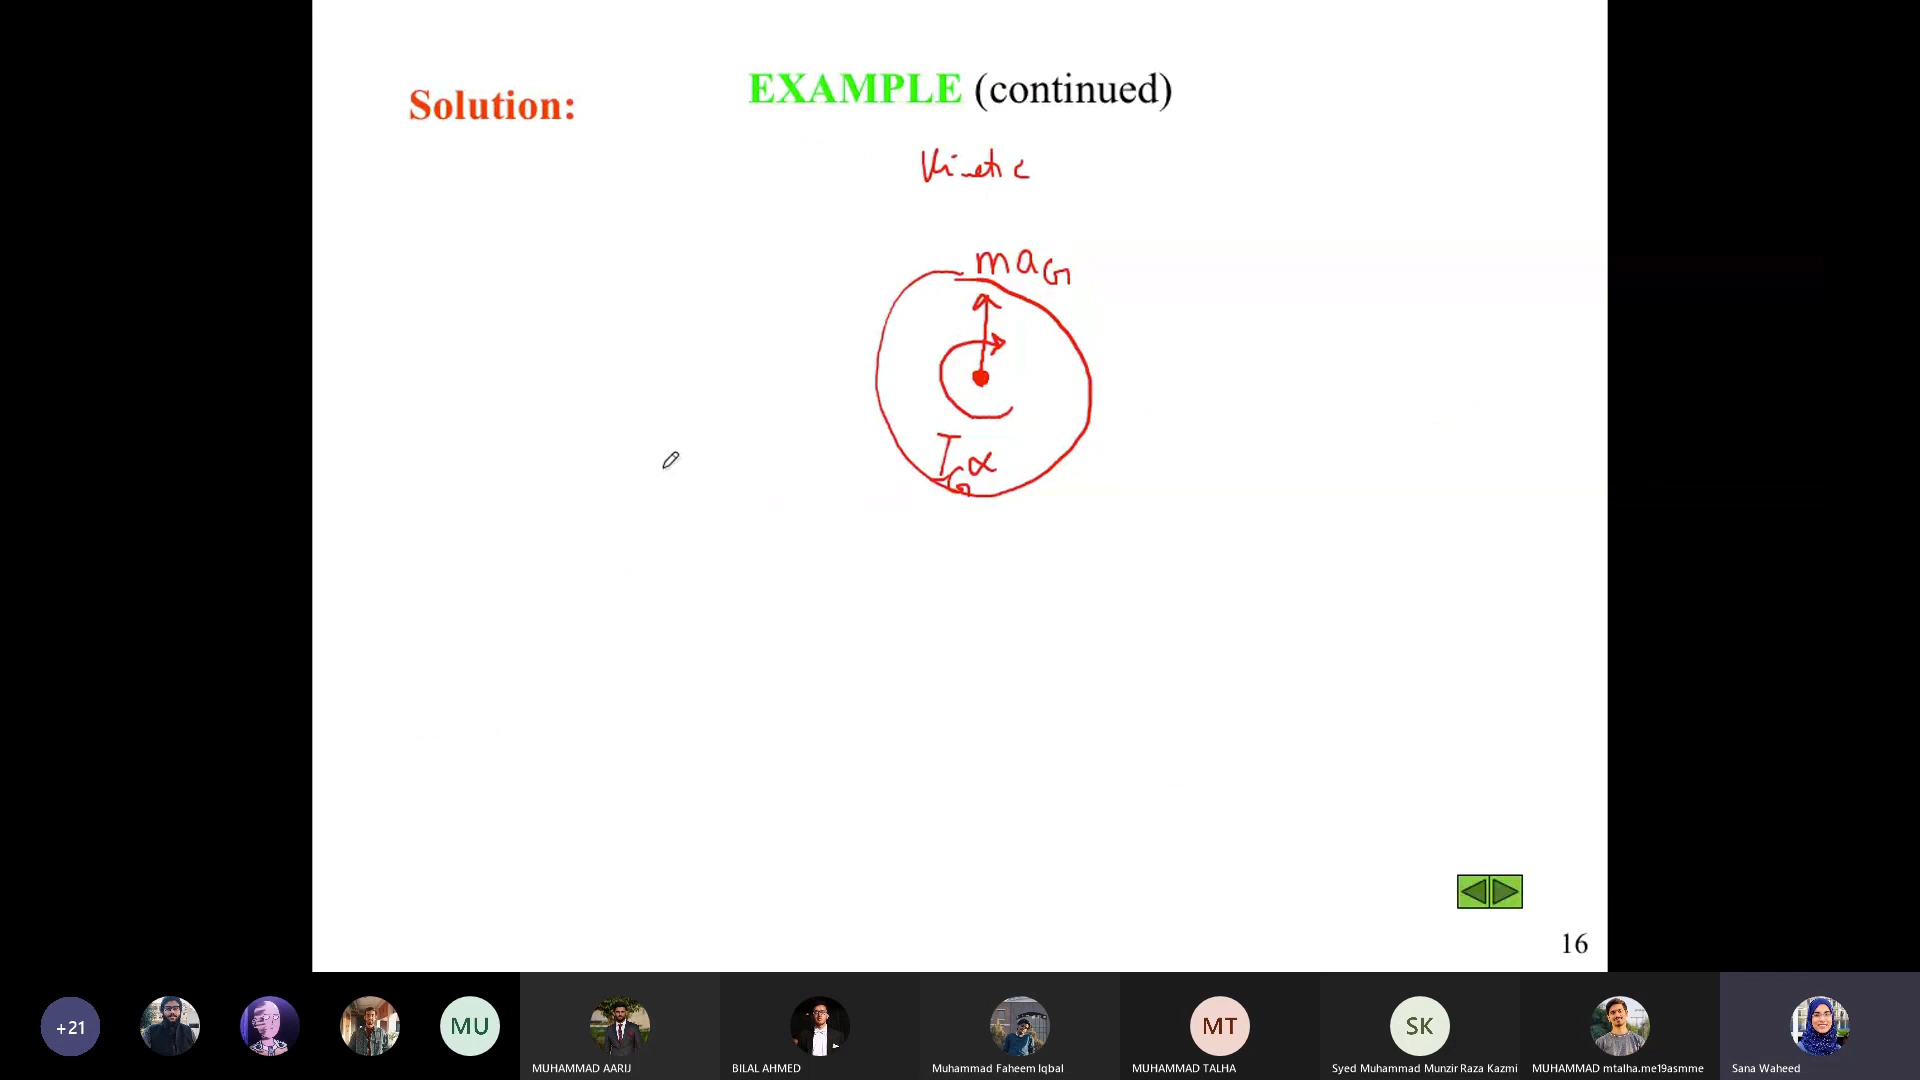 Solution:
EXAMPLE (continued)
Kinetic
maG
IGα
16
+21
MU
MT
SK
MUHAMMAD AARIJ
BILAL AHMED
Muhammad Faheem Iqbal
MUHAMMAD TALHA
Syed Muhammad Munzir Raza Kazmi
MUHAMMAD mtalha.me19asmme
Sana Waheed